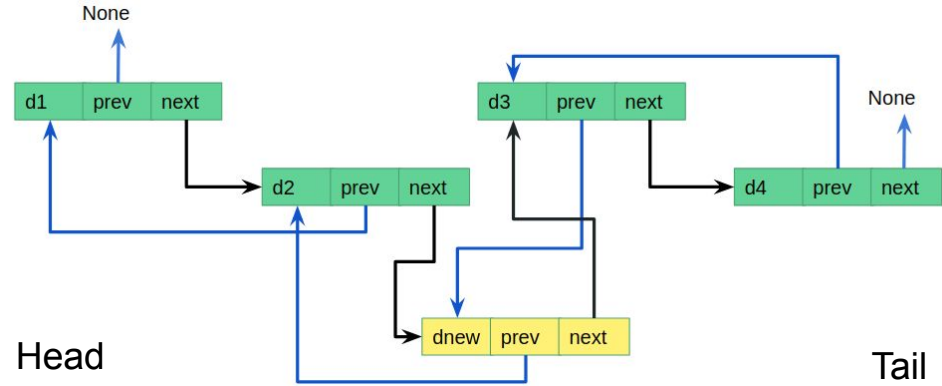 None
d1 prev next
d3 prev next
None
d2 prev next
d4 prev next
dnew prev next
Head
Tail